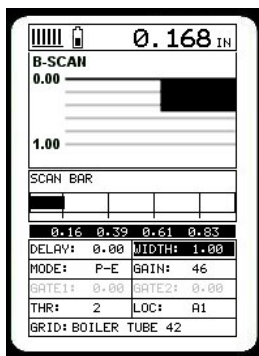 0.168 IN
B-SCAN
0.00
1.00
SCAN BAR
0.16 0.39 0.61 0.83
DELAY: 0.00 WIDTH: 1.00
MODE: P-E GAIN: 46
GATE1: 0.00 GATE2: 0.00
THR: 2 LOC: A1
GRID: BOILER TUBE 42